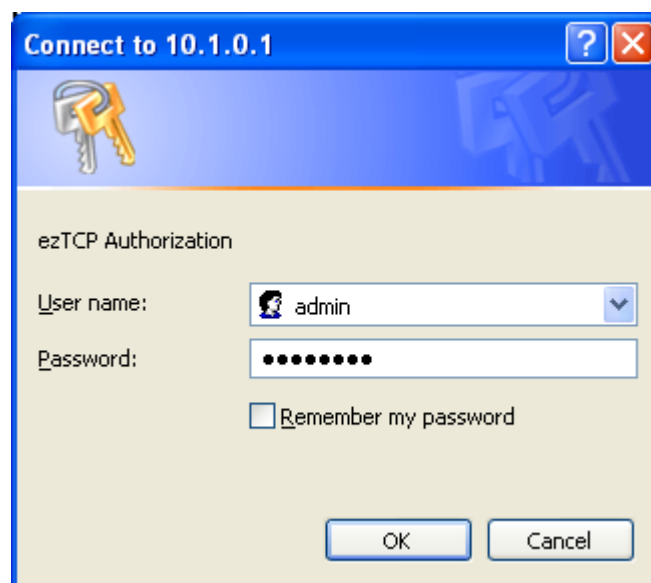 Connect to 10.1.0.1
ezTCP Authorization
User name:
admin
Password:
••••••••
Remember my password
OK
Cancel